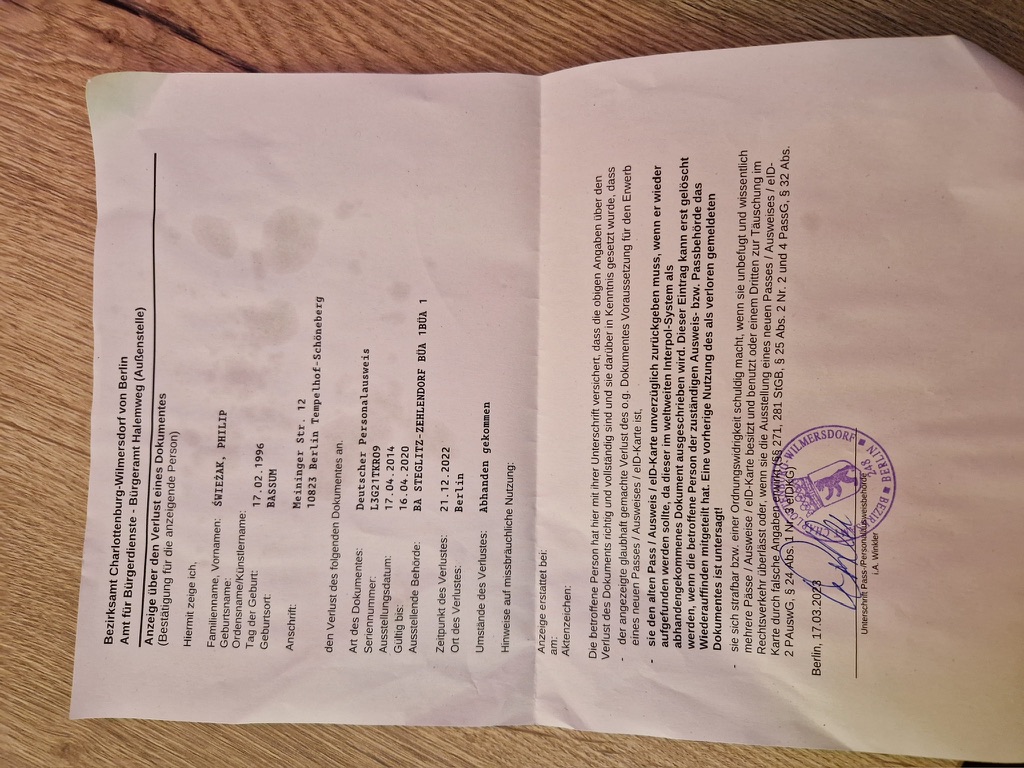 Bezirksamt Charlottenburg-Wilmersdorf von Berlin
Amt für Bürgerdienste - Bürgeramt Halemweg (Außenstelle)
Anzeige über den Verlust eines Dokumentes
(Bestätigung für die anzeigende Person)
Hiermit zeige ich,
Familienname, Vornamen: ŚWIEŻAK, PHILIP
Geburtsname:
Ordensname/Künstlername:
Tag der Geburt: 17.02.1996
Geburtsort: BASSUM
Anschrift: Meininger Str. 12
10823 Berlin Tempelhof-Schöneberg
den Verlust des folgenden Dokumentes an.
Art des Dokumentes: Deutscher Personalausweis
Seriennummer: L3G21TKR09
Ausstellungsdatum: 17.04.2014
Gültig bis: 16.04.2020
Ausstellende Behörde: BA STEGLITZ-ZEHLENDORF BÜA 1BÜA 1
Zeitpunkt des Verlustes: 21.12.2022
Ort des Verlustes: Berlin
Umstände des Verlustes: Abhanden gekommen
Hinweise auf missbräuchliche Nutzung:
Anzeige erstattet bei:
am:
Aktenzeichen:
Die betroffene Person hat hier mit ihrer Unterschrift versichert, dass die obigen Angaben über den
Verlust des Dokuments richtig und vollständig sind und sie darüber in Kenntnis gesetzt wurde, dass
- der angezeigte glaubhaft gemachte Verlust des o.g. Dokumentes Voraussetzung für den Erwerb
eines neuen Passes / Ausweises / eID-Karte ist,
- sie den alten Pass / Ausweis / eID-Karte unverzüglich zurückgeben muss, wenn er wieder
aufgefunden werden sollte, da dieser im weltweiten Interpol-System als
abhandengekommenes Dokument ausgeschrieben wird. Dieser Eintrag kann erst gelöscht
werden, wenn die betroffene Person der zuständigen Ausweis- bzw. Passbehörde das
Wiederauffinden mitgeteilt hat. Eine vorherige Nutzung des als verloren gemeldeten
Dokumentes ist untersagt!
- sie sich strafbar bzw. einer Ordnungswidrigkeit schuldig macht, wenn sie unbefugt und wissentlich
mehrere Pässe / Ausweise / eID-Karte besitzt und benutzt oder einem Dritten zur Täuschung im
Rechtsverkehr überlässt oder, wenn sie die Ausstellung eines neuen Passes / Ausweises / eID-
Karte durch falsche Angaben 271, 281 StGB, § 25 Abs. 2 Nr. 2 und 4 PassG, § 32 Abs.
2 PAuswG, § 24 Abs. 1 Nr. 3 eIDKG).
Berlin, 17.03.2023
Unterschrift Pass-/Personalausweisbehörde
i.A. Winkler
BEZIRKSAMT CHARLOTTENBURG-WILMERSDORF BERLIN